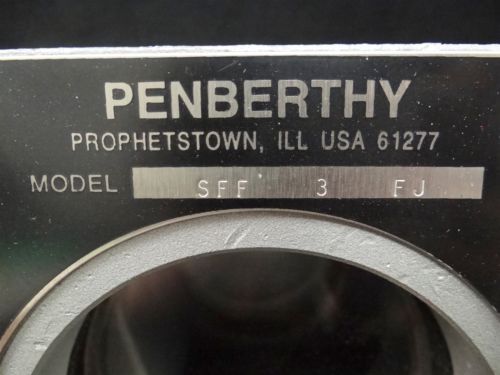 PENBERTHY
PROPHETSTOWN, ILL USA 61277
MODEL SFF 3 FJ